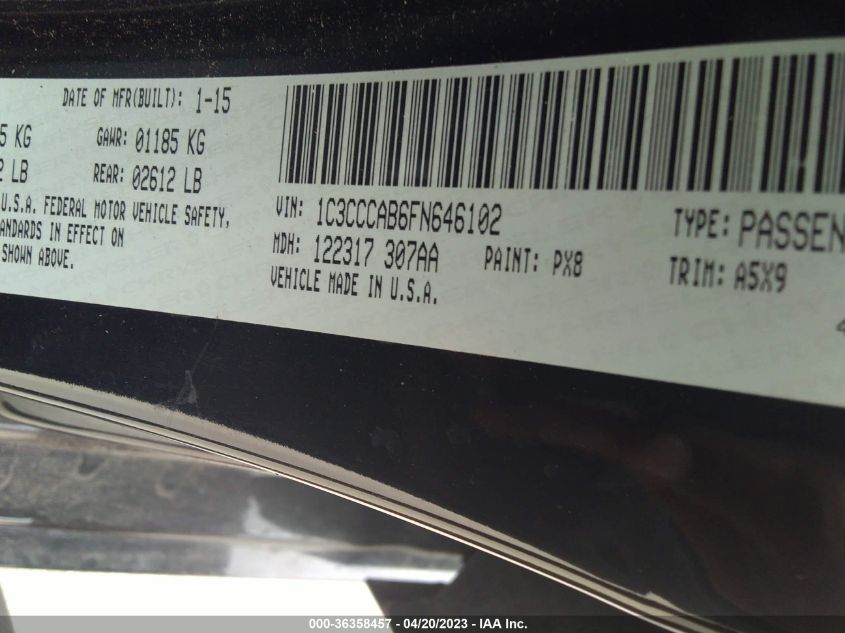 DATE OF MFR(BUILT): 1-15
5 KG GAWR: 01185 KG
2 LB REAR: 02612 LB
U.S.A. FEDERAL MOTOR VEHICLE SAFETY,
ANDARDS IN EFFECT ON
SHOWN ABOVE.
VIN: 1C3CCCAB6FN646102
MDH: 122317 307AA PAINT: PX8
VEHICLE MADE IN U.S.A.
TYPE: PASSEN
TRIM: A5X9
000-36358457 - 04/20/2023 - IAA Inc.